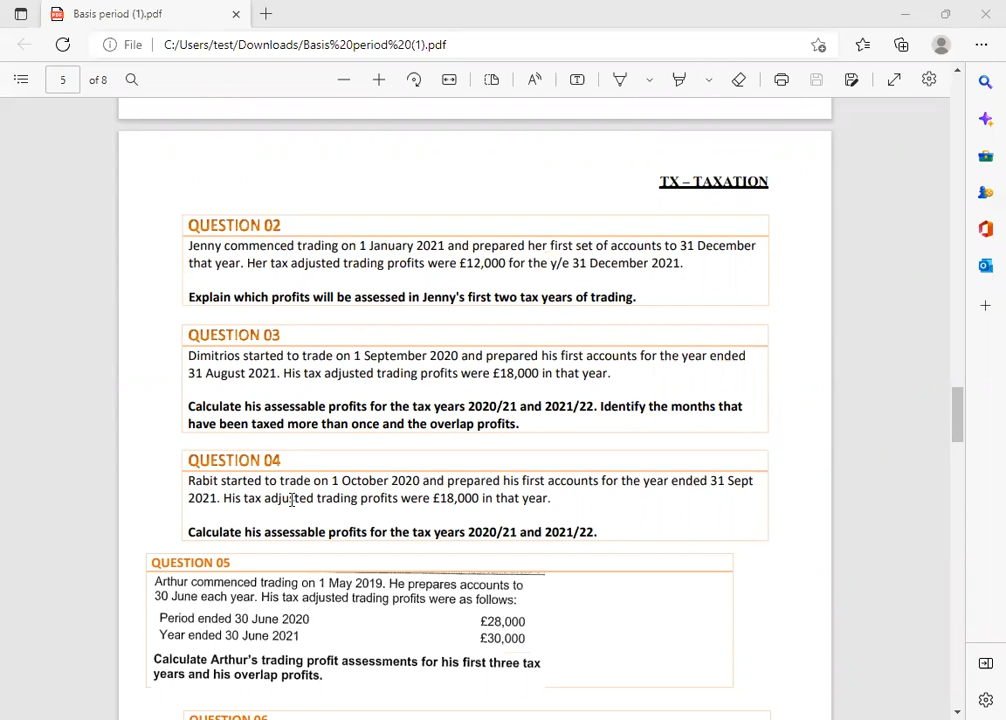 Basis period (1).pdf
File C:/Users/test/Downloads/Basis%20period%20(1).pdf
5 of 8
TX – TAXATION
QUESTION 02
Jenny commenced trading on 1 January 2021 and prepared her first set of accounts to 31 December
that year. Her tax adjusted trading profits were £12,000 for the y/e 31 December 2021.
Explain which profits will be assessed in Jenny's first two tax years of trading.
QUESTION 03
Dimitrios started to trade on 1 September 2020 and prepared his first accounts for the year ended
31 August 2021. His tax adjusted trading profits were £18,000 in that year.
Calculate his assessable profits for the tax years 2020/21 and 2021/22. Identify the months that
have been taxed more than once and the overlap profits.
QUESTION 04
Rabit started to trade on 1 October 2020 and prepared his first accounts for the year ended 31 Sept
2021. His tax adjusted trading profits were £18,000 in that year.
Calculate his assessable profits for the tax years 2020/21 and 2021/22.
QUESTION 05
Arthur commenced trading on 1 May 2019. He prepares accounts to
30 June each year. His tax adjusted trading profits were as follows:
Period ended 30 June 2020 £28,000
Year ended 30 June 2021 £30,000
Calculate Arthur's trading profit assessments for his first three tax
years and his overlap profits.
QUESTION 06